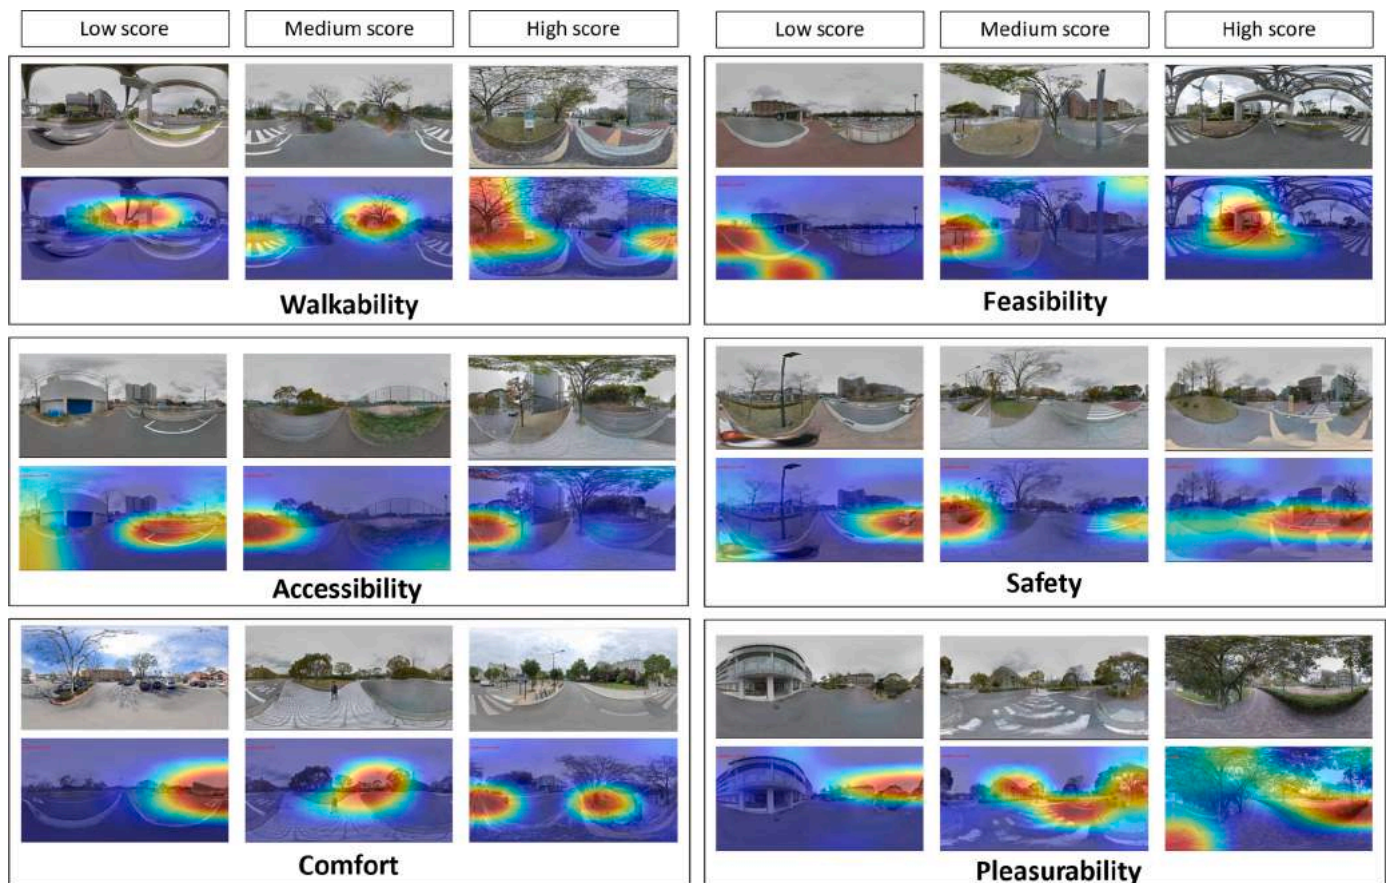 Low score
Medium score
High score
Low score
Medium score
High score
Walkability
Feasibility
Accessibility
Safety
Comfort
Pleasurability